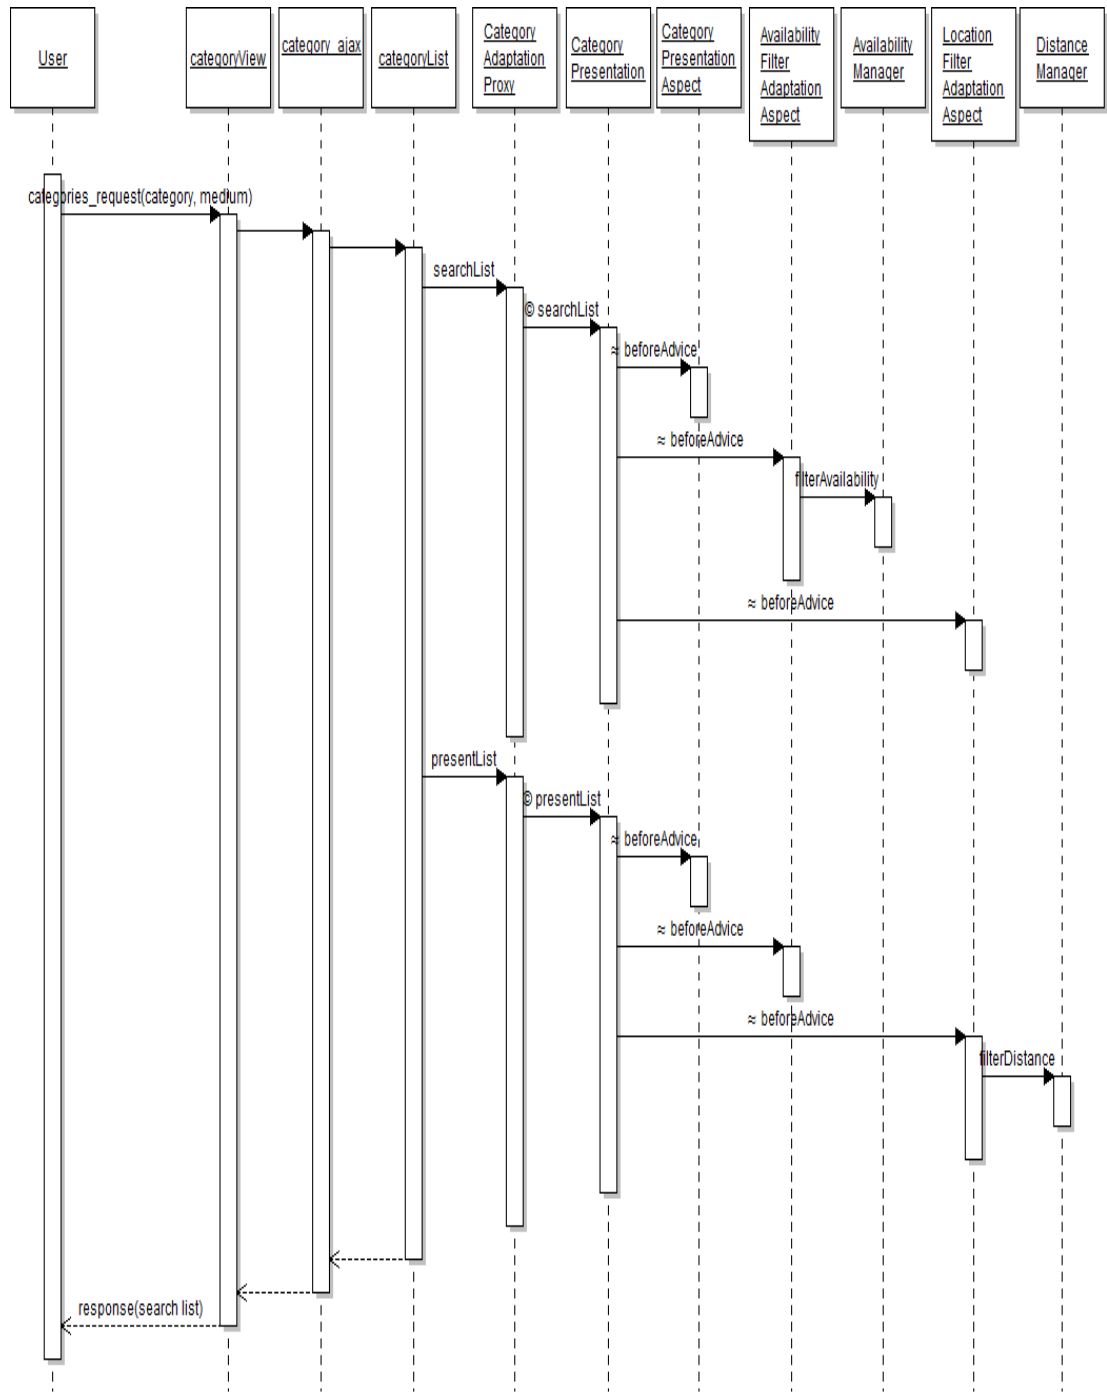 User
categoryView
category_ajax
categoryList
Category
Adaptation
Proxy
Category
Presentation
Category
Presentation
Aspect
Availability
Filter
Adaptation
Aspect
Availability
Manager
Location
Filter
Adaptation
Aspect
Distance
Manager
categories_request(category, medium)
searchList
© searchList
≈ beforeAdvice
≈ beforeAdvice
filterAvailability
≈ beforeAdvice
presentList
© presentList
≈ beforeAdvice
≈ beforeAdvice
≈ beforeAdvice
filterDistance
response(search list)